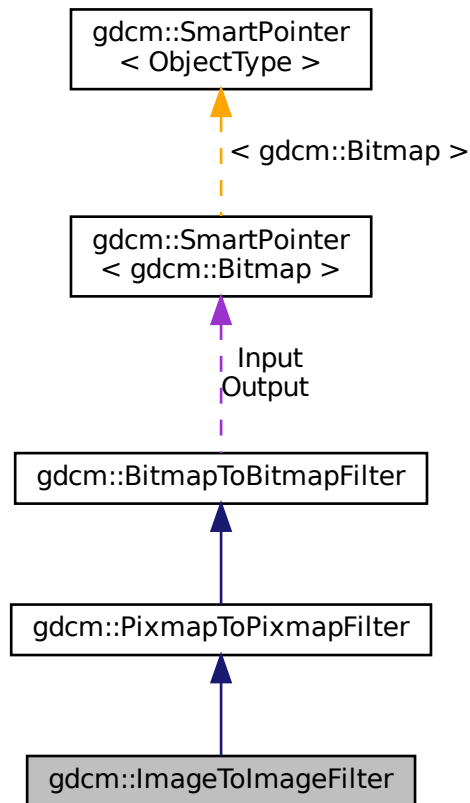 gdcm::SmartPointer
< ObjectType >
< gdcm::Bitmap >
gdcm::SmartPointer
< gdcm::Bitmap >
Input
Output
gdcm::BitmapToBitmapFilter
gdcm::PixmapToPixmapFilter
gdcm::ImageToImageFilter